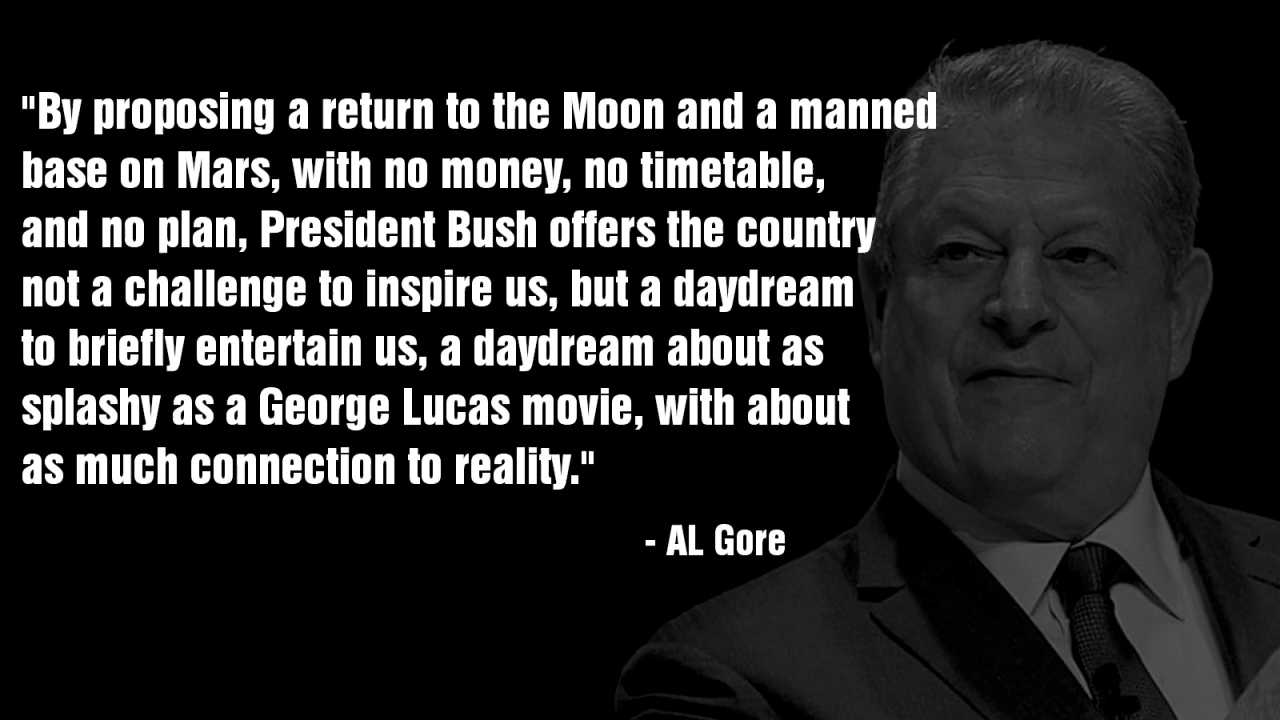 "By proposing a return to the Moon and a manned
base on Mars, with no money, no timetable,
and no plan, President Bush offers the country
not a challenge to inspire us, but a daydream
to briefly entertain us, a daydream about as
splashy as a George Lucas movie, with about
as much connection to reality."
- AL Gore